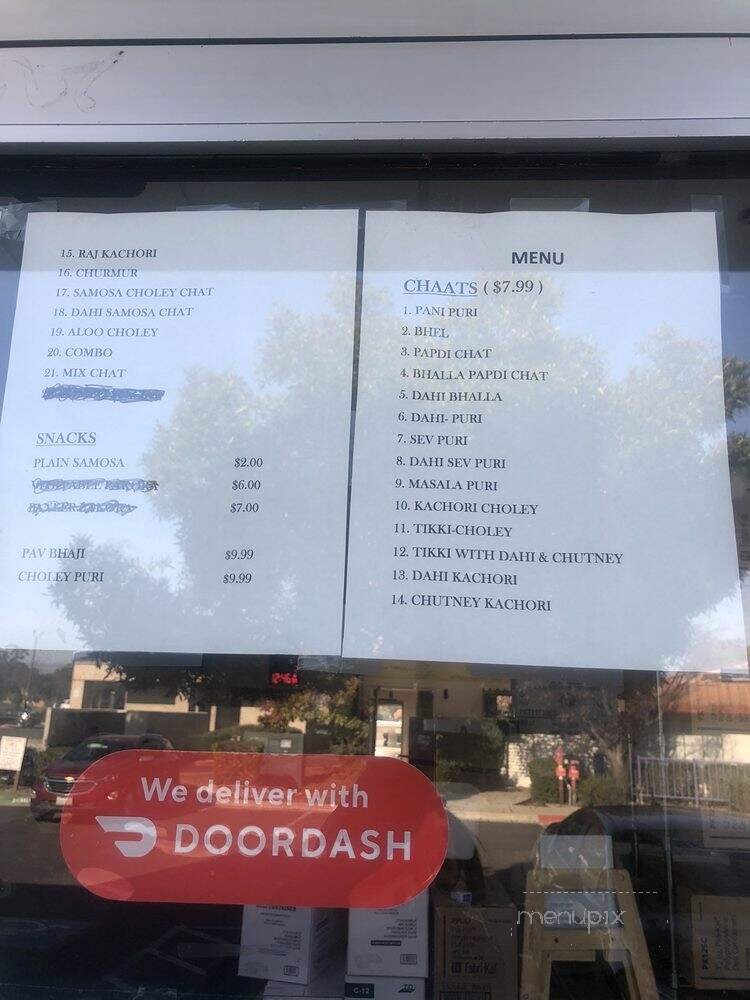 MENU
CHAATS ( $7.99 )
1. PANI PURI
2. BHEL
3. PAPDI CHAT
4. BHALLA PAPDI CHAT
5. DAHI BHALLA
6. DAHI- PURI
7. SEV PURI
8. DAHI SEV PURI
9. MASALA PURI
10. KACHORI CHOLEY
11. TIKKI-CHOLEY
12. TIKKI WITH DAHI & CHUTNEY
13. DAHI KACHORI
14. CHUTNEY KACHORI
15. RAJ KACHORI
16. CHURMUR
17. SAMOSA CHOLEY CHAT
18. DAHI SAMOSA CHAT
19. ALOO CHOLEY
20. COMBO
21. MIX CHAT
SNACKS
PLAIN SAMOSA $2.00
$6.00
$7.00
PAV BHAJI $9.99
CHOLEY PURI $9.99
We deliver with
DOORDASH
menupix
C-12
Fabri-Kal
PX12SC